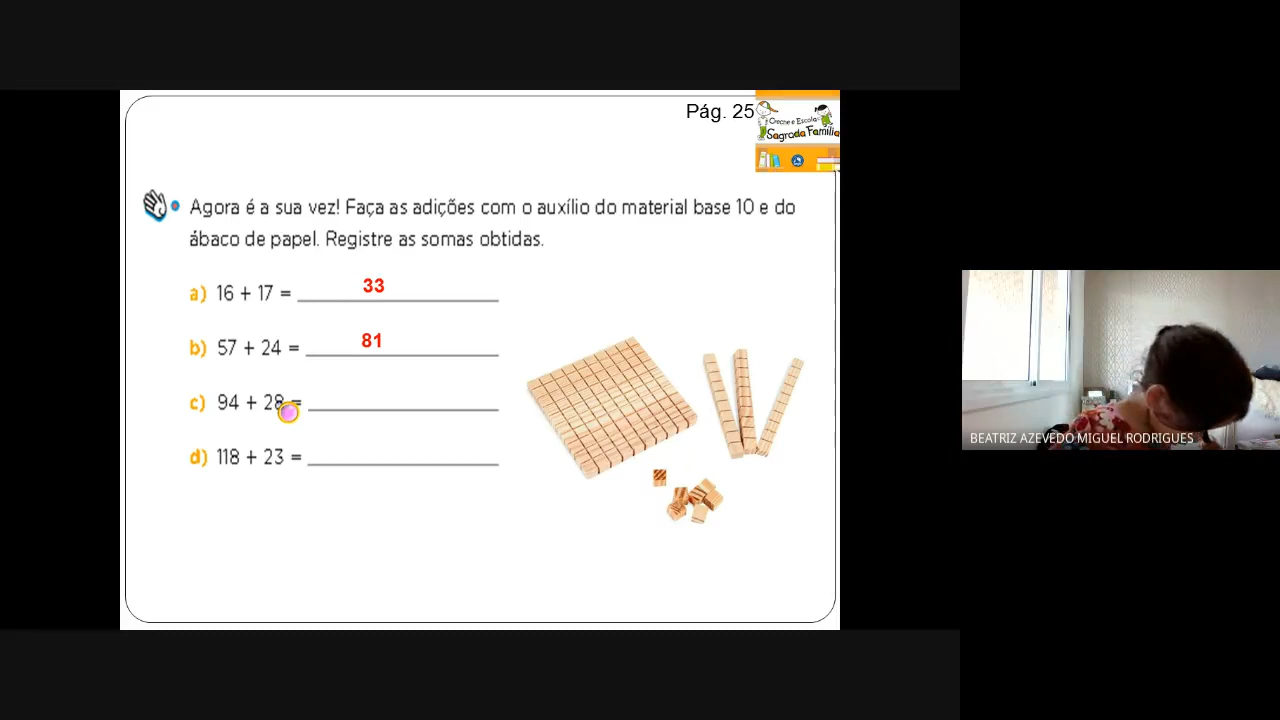 Pág. 25
Creche e Escola
Sagrada Família
Agora é a sua vez! Faça as adições com o auxílio do material base 10 e do
ábaco de papel. Registre as somas obtidas.
a) 16 + 17 = 33
b) 57 + 24 = 81
c) 94 + 28 =
d) 118 + 23 =
BEATRIZ AZEVEDO MIGUEL RODRIGUES